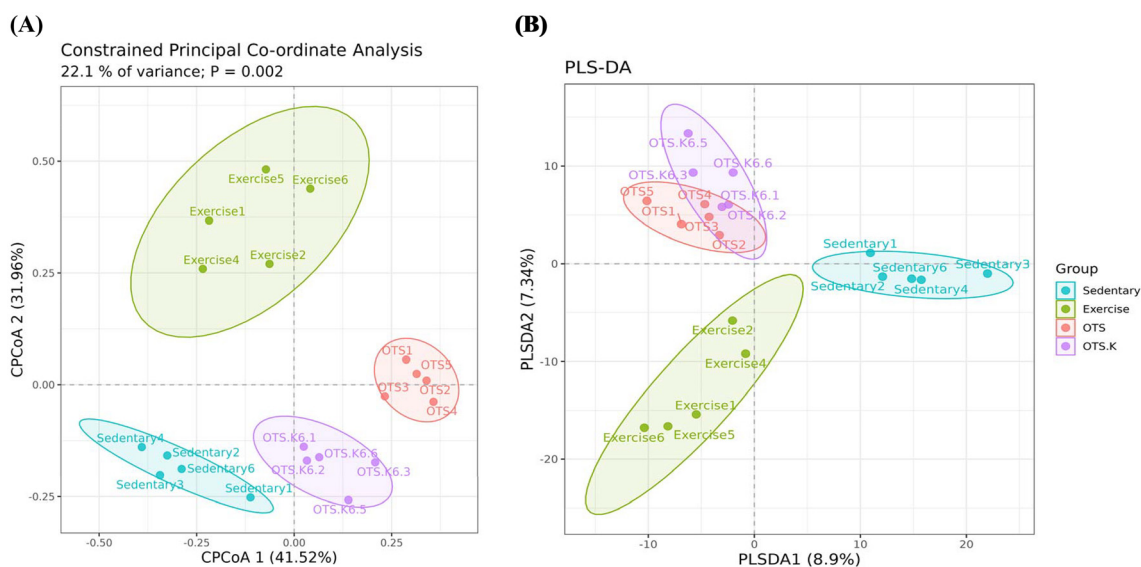 (A)
Constrained Principal Co-ordinate Analysis
22.1 % of variance; P = 0.002
CPCoA 2 (31.96%)
0.50
0.25
0.00
-0.25
Exercise5
Exercise6
Exercise1
Exercise4
Exercise2
OTS1
OTS5
OTS3
OTS2
OTS4
Sedentary4
Sedentary2
Sedentary6
Sedentary3
Sedentary1
OTS.K6.1
OTS.K6.6
OTS.K6.2
OTS.K6.3
OTS.K6.5
-0.50
-0.25
0.00
0.25
CPCoA 1 (41.52%)
(B)
PLS-DA
PLSDA2 (7.34%)
10
0
-10
-20
OTS.K6.5
OTS.K6.6
OTS.K6.3
OTS5
OTS4
OTS.K6.1
OTS1
OTS.K6.2
OTS3
OTS2
Sedentary1
Sedentary6
Sedentary3
Sedentary2
Sedentary4
Exercise2
Exercise4
Exercise1
Exercise6
Exercise5
-10
0
10
20
PLSDA1 (8.9%)
Group
Sedentary
Exercise
OTS
OTS.K